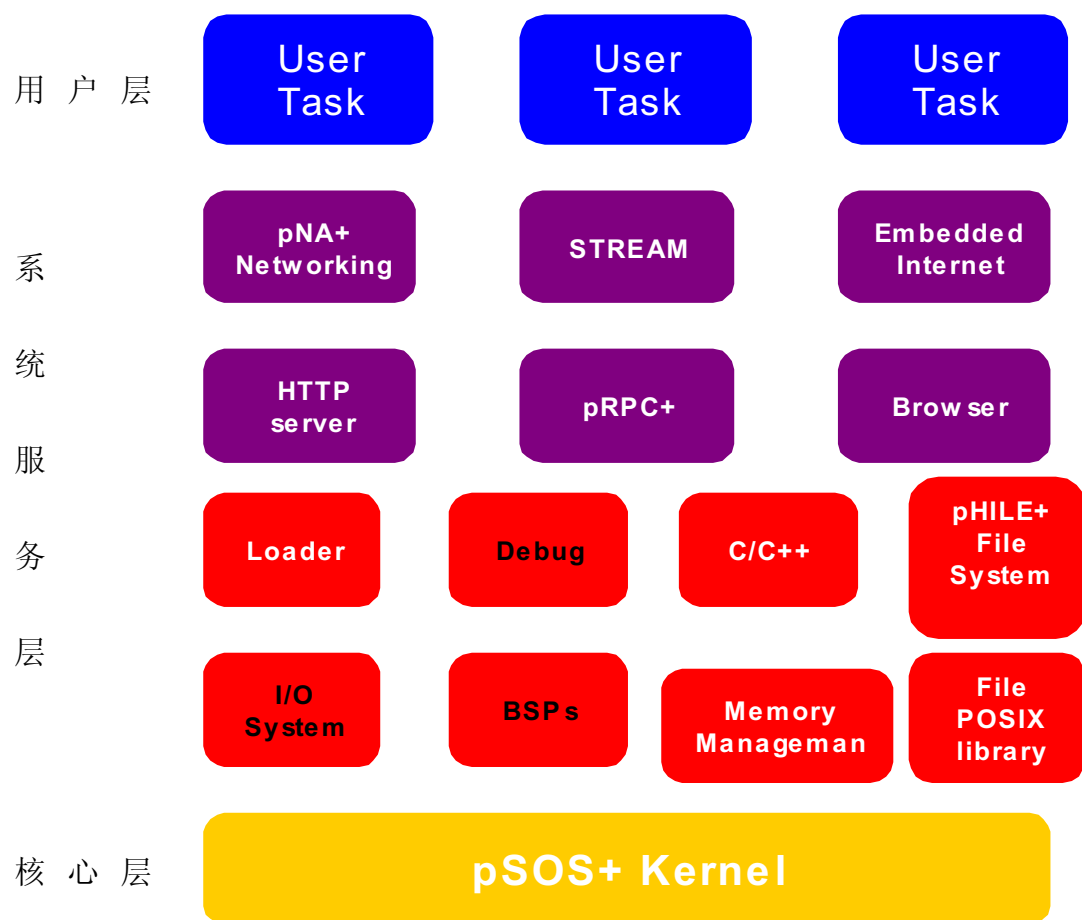 用户层
User
Task
User
Task
User
Task
系统服务层
pNA+
Networking
STREAM
Embedded
Internet
HTTP
server
pRPC+
Browser
Loader
Debug
C/C++
pHILE+
File
System
I/O
System
BSPs
Memory
Manageman
File
POSIX
library
核心层
pSOS+ Kernel